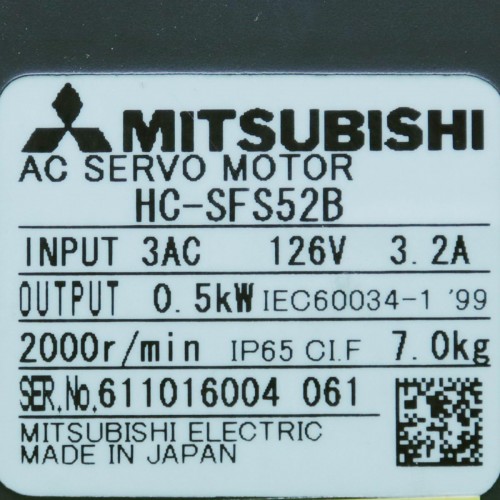 MITSUBISHI
AC SERVO MOTOR
HC-SFS52B
INPUT 3AC 126V 3.2A
OUTPUT 0.5kW IEC60034-1 '99
2000r/min IP65 CI.F 7.0kg
SER.No.611016004 061
MITSUBISHI ELECTRIC
MADE IN JAPAN